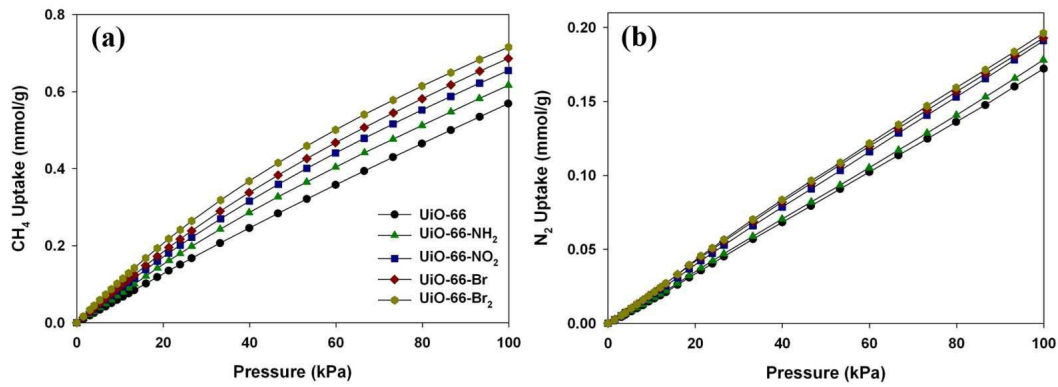 (a)
CH4 Uptake (mmol/g)
0.8
0.6
0.4
0.2
0.0
0 20 40 60 80 100
Pressure (kPa)
UiO-66
UiO-66-NH2
UiO-66-NO2
UiO-66-Br
UiO-66-Br2
(b)
N2 Uptake (mmol/g)
0.20
0.15
0.10
0.05
0.00
0 20 40 60 80 100
Pressure (kPa)